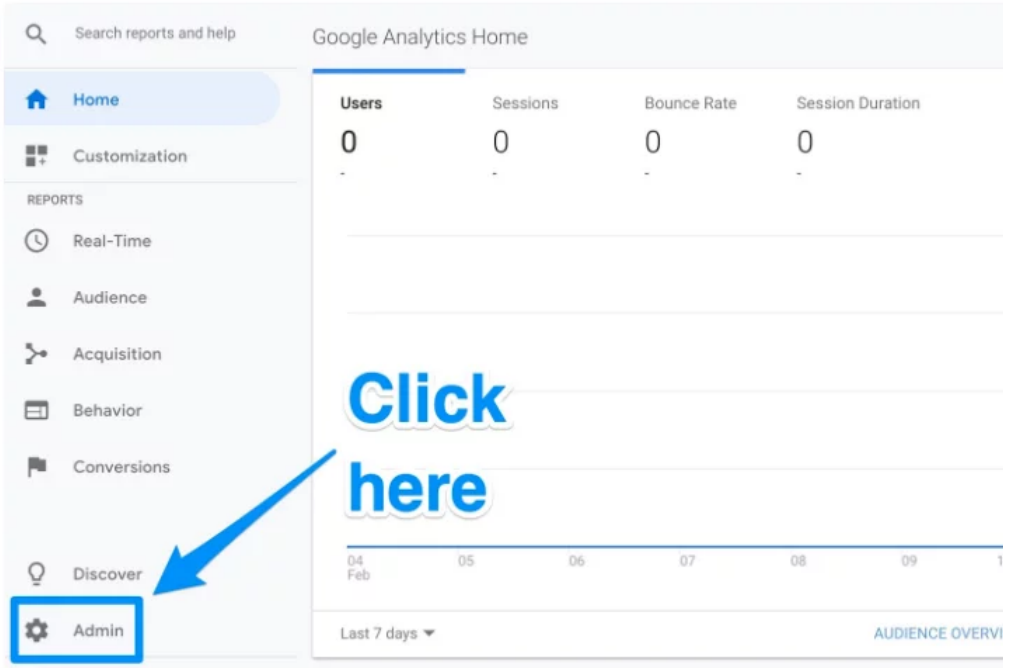 Search reports and help
Google Analytics Home
Home
Customization
REPORTS
Real-Time
Audience
Acquisition
Behavior
Conversions
Discover
Admin
Users Sessions Bounce Rate Session Duration
0 0 0 0
- - - -
Click
here
04 05 06 07 08 09 1
Feb
Last 7 days
AUDIENCE OVERVI